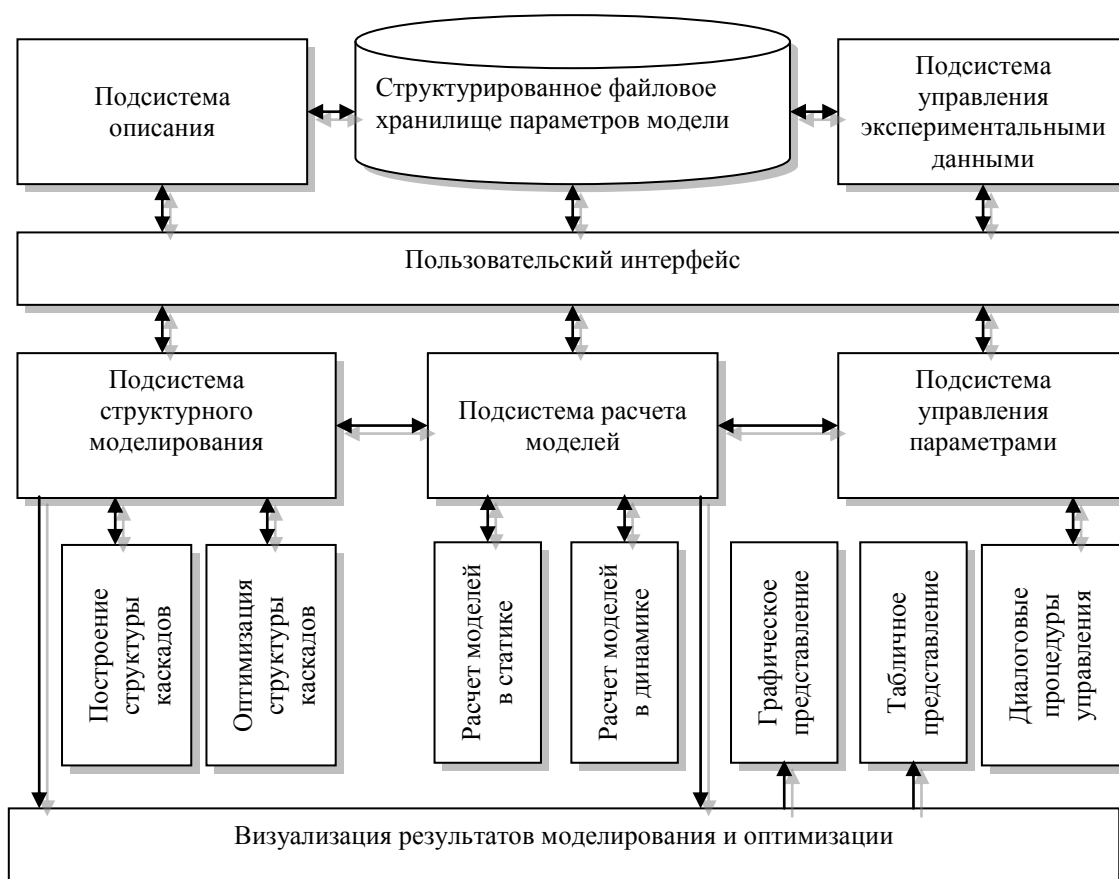 Подсистема
описания
Структурированное файловое
хранилище параметров модели
Подсистема
управления
экспериментальными
данными
Пользовательский интерфейс
Подсистема
структурного
моделирования
Подсистема расчета
моделей
Подсистема
управления
параметрами
Построение
структуры
каскадов
Оптимизация
структуры
каскадов
Расчет моделей
в статике
Расчет моделей
в динамике
Графическое
представление
Табличное
представление
Диалоговые
процедуры
управления
Визуализация результатов моделирования и оптимизации